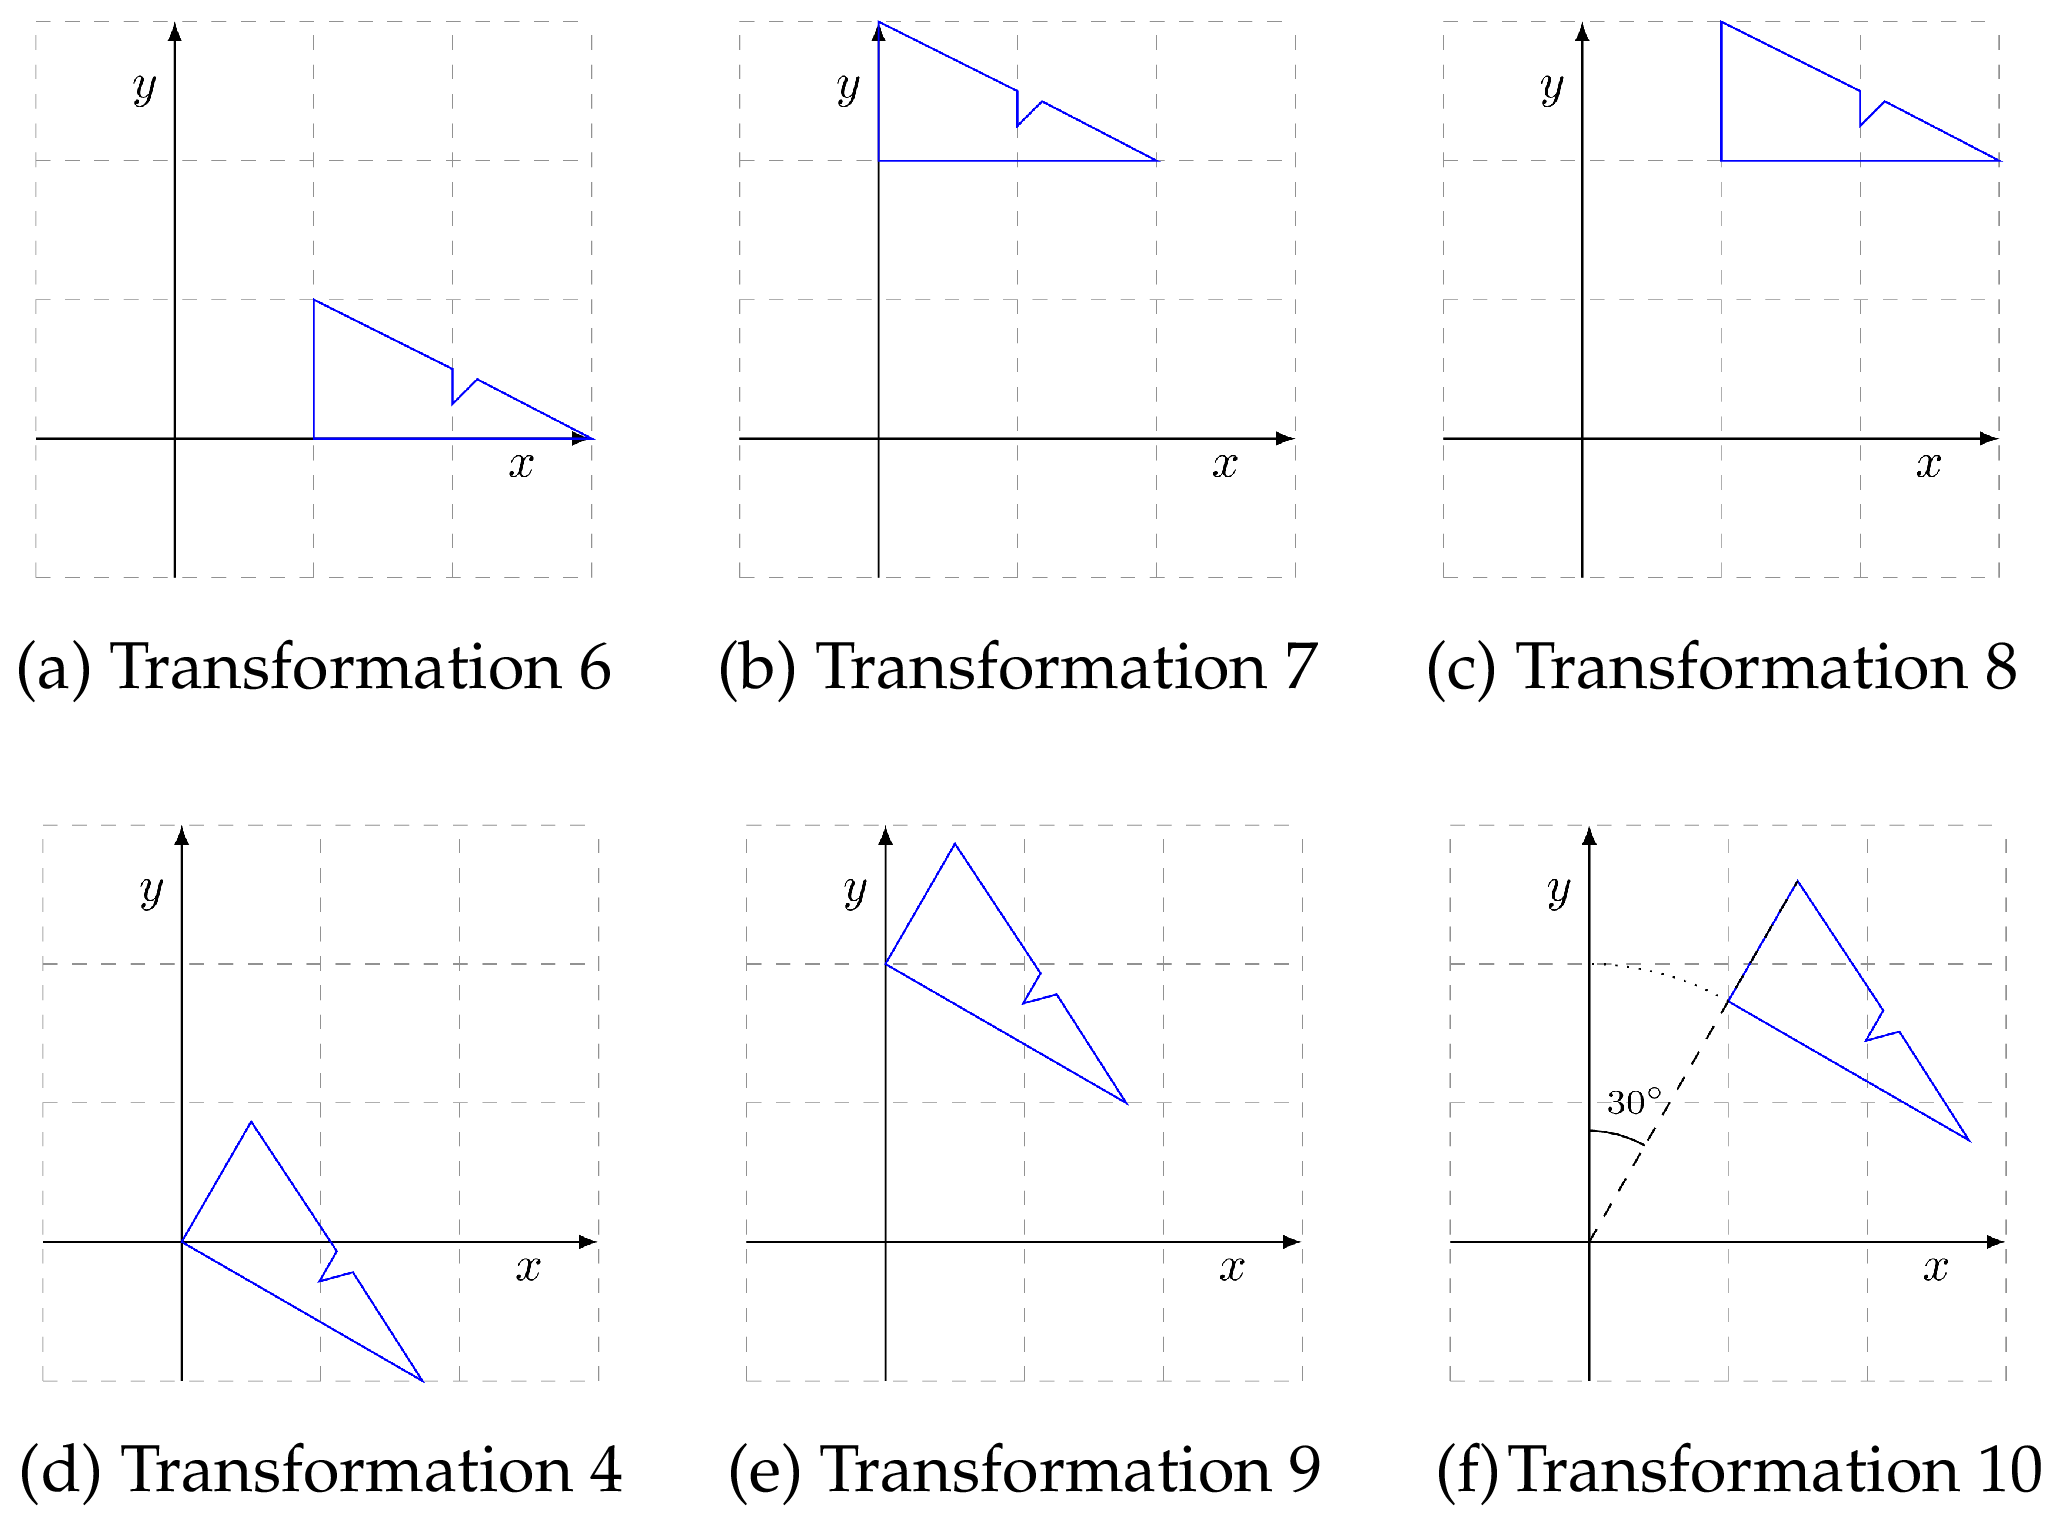 y
y
y
x
x
x
(a) Transformation 6
(b) Transformation 7
(c) Transformation 8
y
y
y
30°
x
x
x
(d) Transformation 4
(e) Transformation 9
(f) Transformation 10